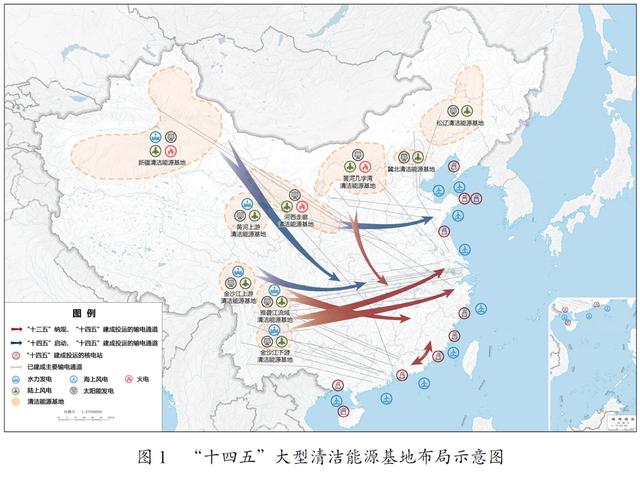 松辽清洁能源基地
新疆清洁能源基地
黄河几字湾
清洁能源基地
冀北清洁能源基地
黄河上游
清洁能源基地
河西走廊
清洁能源基地
金沙江上游
清洁能源基地
雅砻江流域
清洁能源基地
金沙江下游
清洁能源基地
图 例
"十二五"纳规、"十四五"建成投运的输电通道
"十四五"启动、"十四五"建成投运的输电通道
"十四五"建成投运的核电站
已建成主要输电通道
水力发电
海上风电
火电
陆上风电
太阳能发电
清洁能源基地
图 1 "十四五"大型清洁能源基地布局示意图